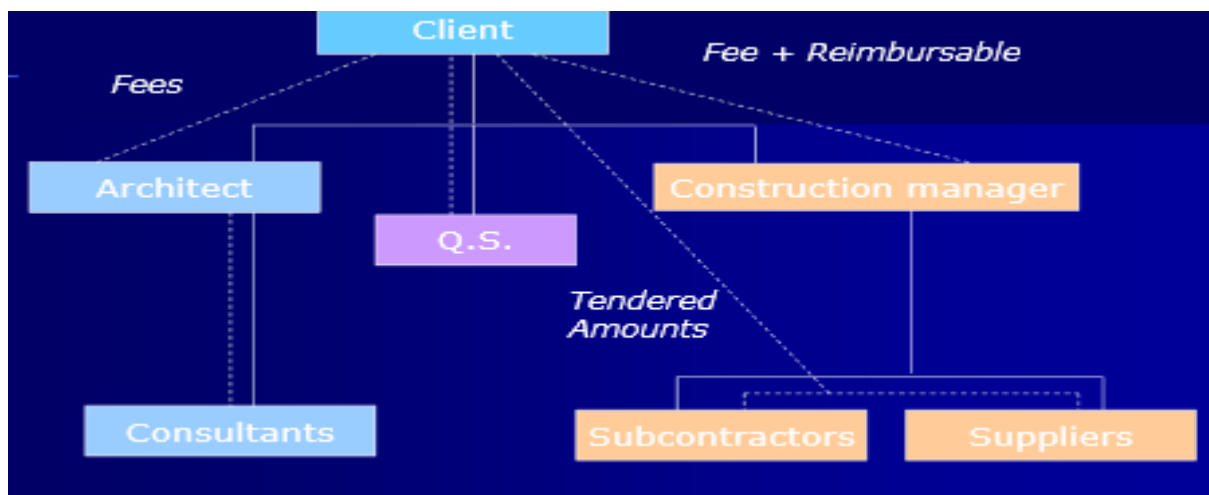 Client
Fee + Reimbursable
Fees
Architect
Construction manager
Q.S.
Tendered
Amounts
Consultants
Subcontractors
Suppliers